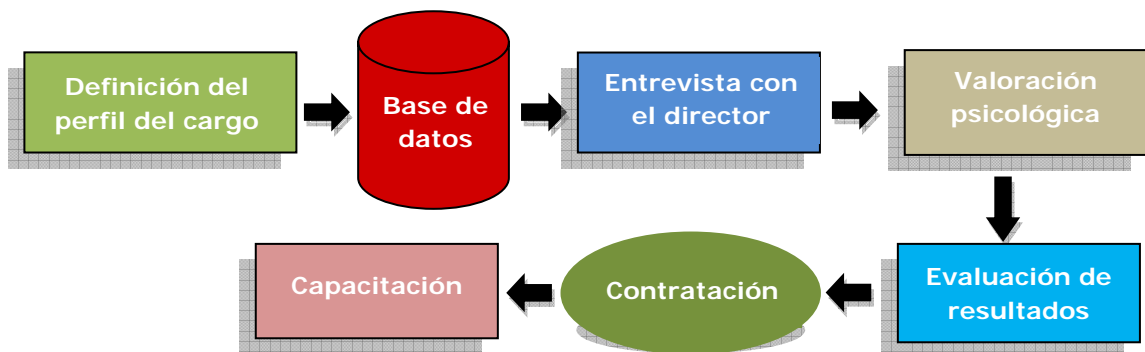 Definición del
perfil del cargo
Base de
datos
Entrevista con
el director
Valoración
psicológica
Evaluación de
resultados
Contratación
Capacitación